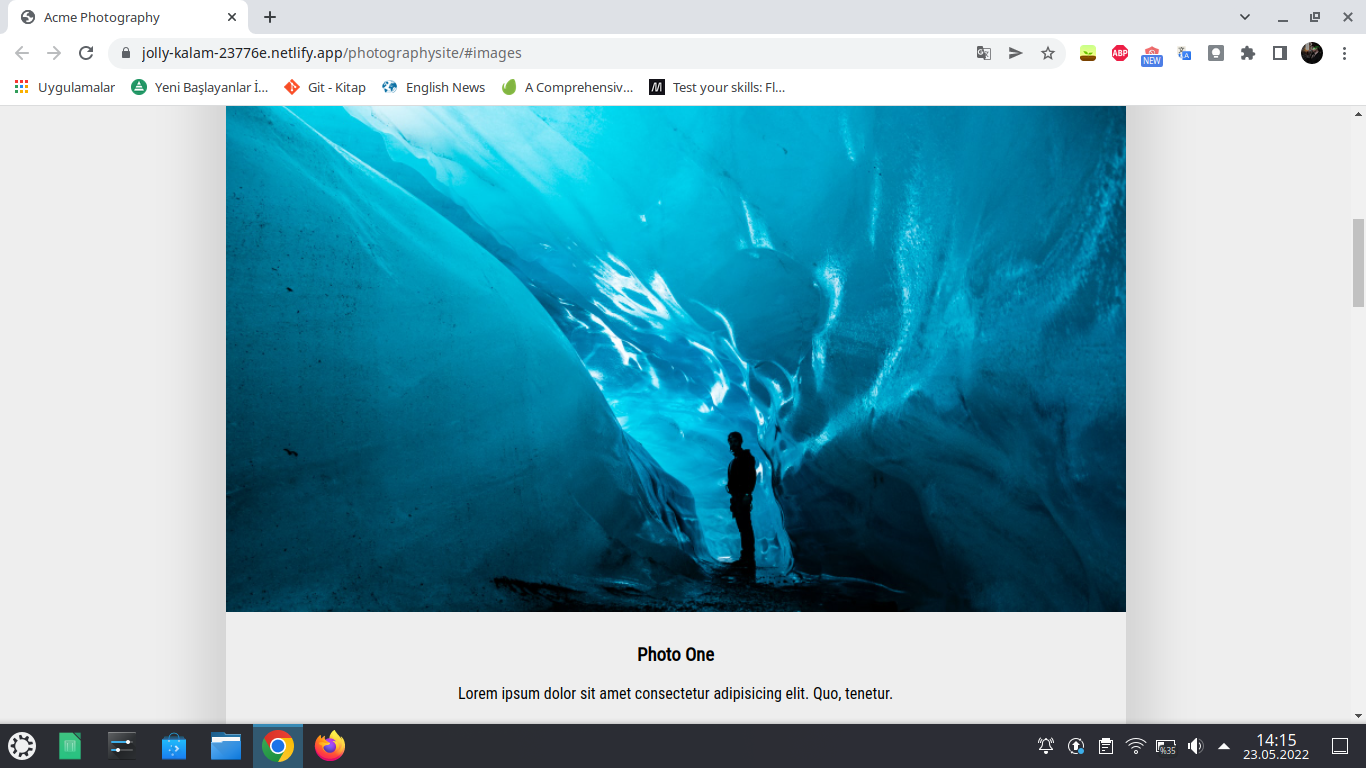 Acme Photography
jolly-kalam-23776e.netlify.app/photographysite/#images
ABP
NEW
Uygulamalar
Yeni Başlayanlar İ...
Git - Kitap
English News
A Comprehensiv...
M
Test your skills: Fl...
Photo One
Lorem ipsum dolor sit amet consectetur adipisicing elit. Quo, tenetur.
%35
14:15
23.05.2022